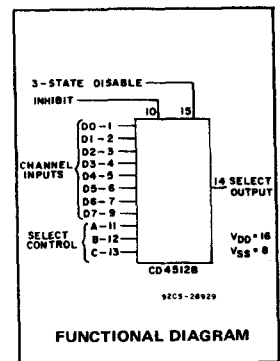 3-STATE DISABLE
INHIBIT
10 15
D0-1
D1-2
D2-3
CHANNEL INPUTS
D3-4
D4-5
D5-6
D6-7
D7-9
14 SELECT OUTPUT
SELECT CONTROL
A-11
B-12
C-13
VDD=16
VSS=8
CD4512B
92CS-28929
FUNCTIONAL DIAGRAM